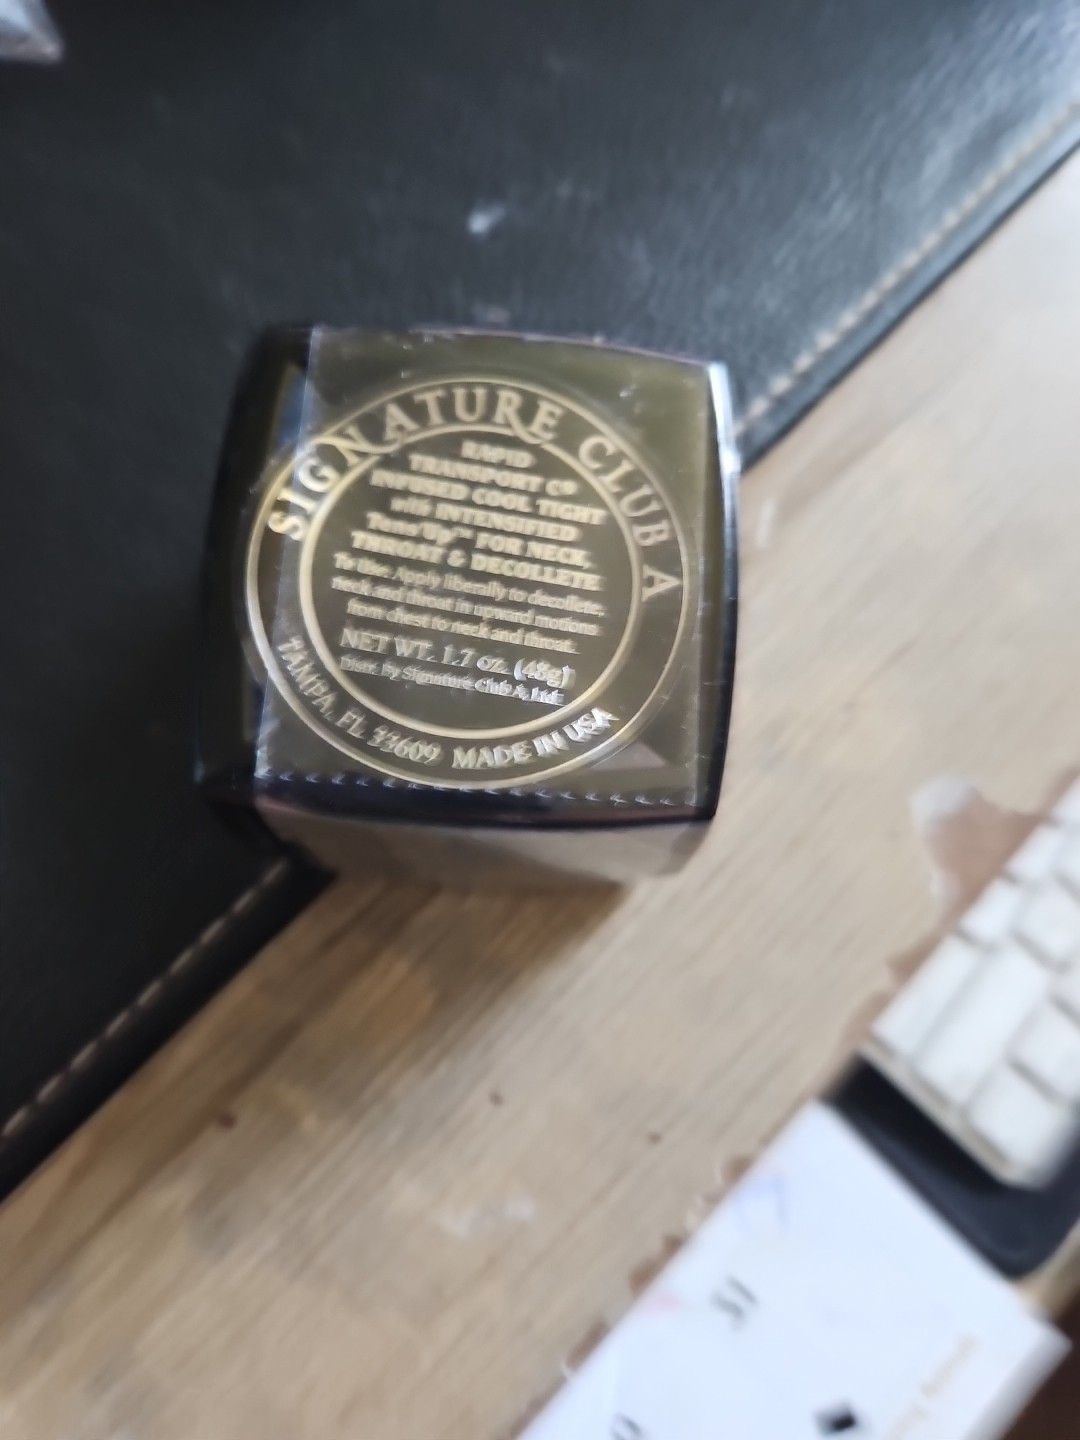 SIGNATURE CLUB A
RAPID
TRANSPORT C®
INFUSED COOL TIGHT
with INTENSIFIED
Tens'Up™ FOR NECK,
THROAT & DECOLLETE
To Use: Apply liberally to decollete,
neck and throat in upward motions
from chest to neck and throat.
NET WT. 1.7 oz. (48g)
Distr. by Signature Club A, Ltd.
TAMPA, FL 33609 MADE IN USA
15